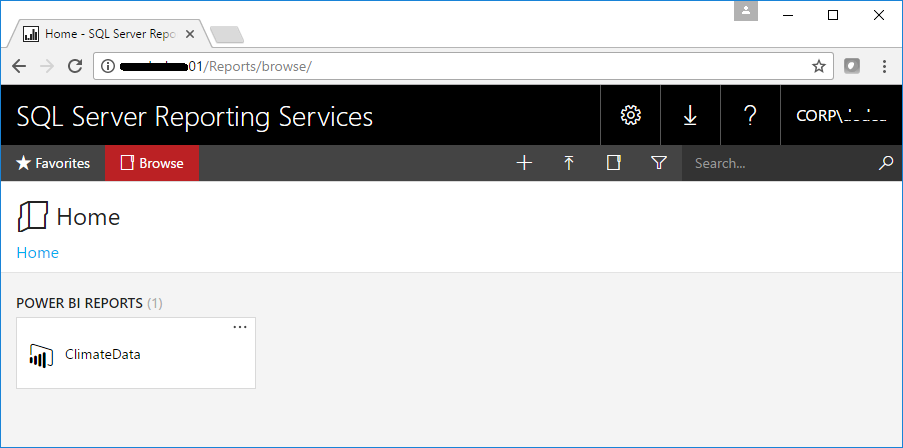 Home - SQL Server Repo
01/Reports/browse/
SQL Server Reporting Services
?
CORP\
Favorites
Browse
Search...
Home
Home
POWER BI REPORTS (1)
ClimateData